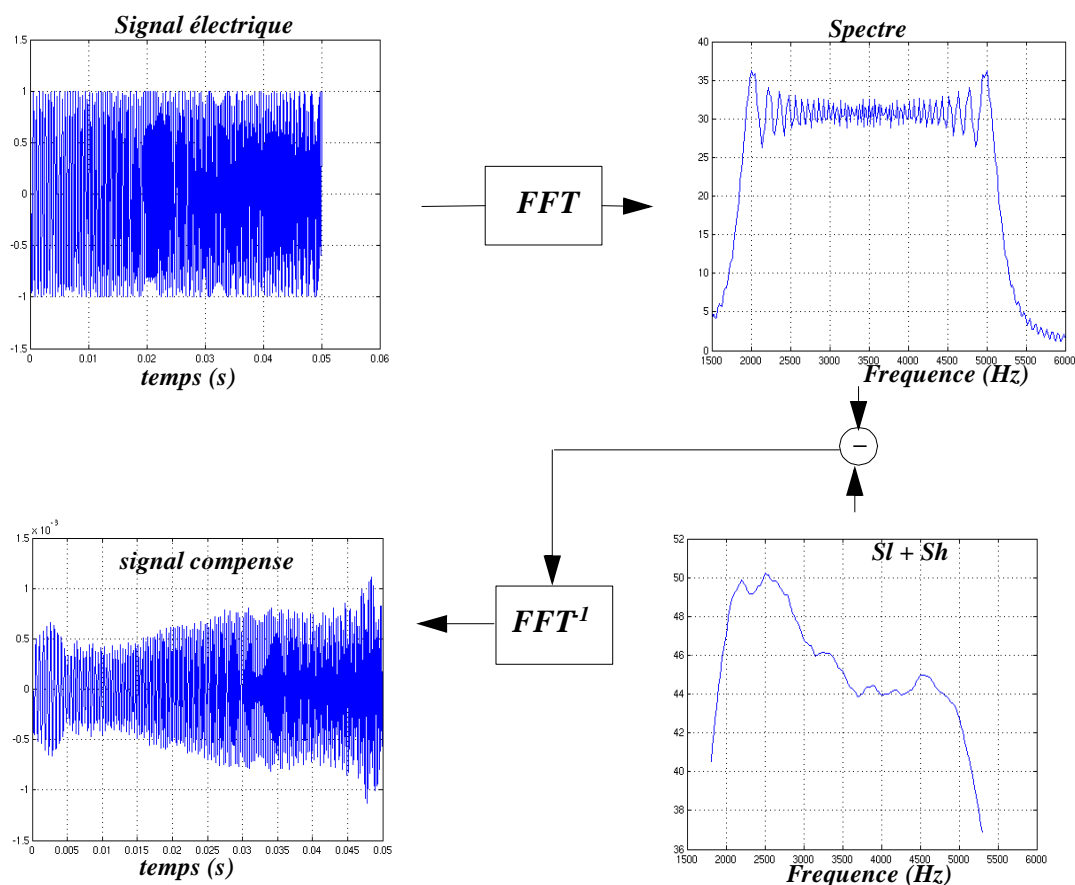 Signal électrique
1.5
1
0.5
0
-0.5
-1
-1.5
0 0.01 0.02 0.03 0.04 0.05 0.06
temps (s)
FFT
Spectre
40
35
30
25
20
15
10
5
0
1500 2000 2500 3000 3500 4000 4500 5000 5500 6000
Frequence (Hz)
−
x 10⁻³
1.5
1
0.5
0
-0.5
-1
-1.5
signal compense
0 0.005 0.01 0.015 0.02 0.025 0.03 0.035 0.04 0.045 0.05
temps (s)
FFT⁻¹
Sl + Sh
52
50
48
46
44
42
40
38
36
1500 2000 2500 3000 3500 4000 4500 5000 5500 6000
Frequence (Hz)